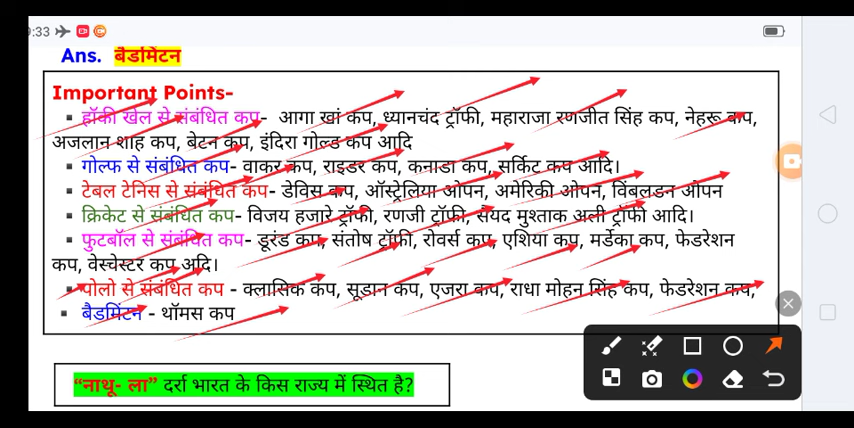 :33
Ans. बैडमिंटन
Important Points-
▪ हॉकी खेल से संबंधित कप- आगा खां कप, ध्यानचंद ट्रॉफी, महाराजा रणजीत सिंह कप, नेहरू कप,
अजलान शाह कप, बेटन कप, इंदिरा गोल्ड कप आदि
▪ गोल्फ से संबंधित कप- वाकर कप, राइडर कप, कनाडा कप, सर्किट कप आदि।
▪ टेबल टेनिस से संबंधित कप- डेविस कप, ऑस्ट्रेलिया ओपन, अमेरिकी ओपन, विंबलडन ओपन
▪ क्रिकेट से संबंधित कप- विजय हजारे ट्रॉफी, रणजी ट्रॉफी, सैयद मुश्ताक अली ट्रॉफी आदि।
▪ फुटबॉल से संबंधित कप- डूरंड कप, संतोष ट्रॉफी, रोवर्स कप, एशिया कप, मर्डेका कप, फेडरेशन
कप, वेस्चेस्टर कप अदि।
▪ पोलो से संबंधित कप - क्लासिक कप, सूडान कप, एजरा कप, राधा मोहन सिंह कप, फेडरेशन कप,
▪ बैडमिंटन - थॉमस कप
“नाथू- ला” दर्रा भारत के किस राज्य में स्थित है?